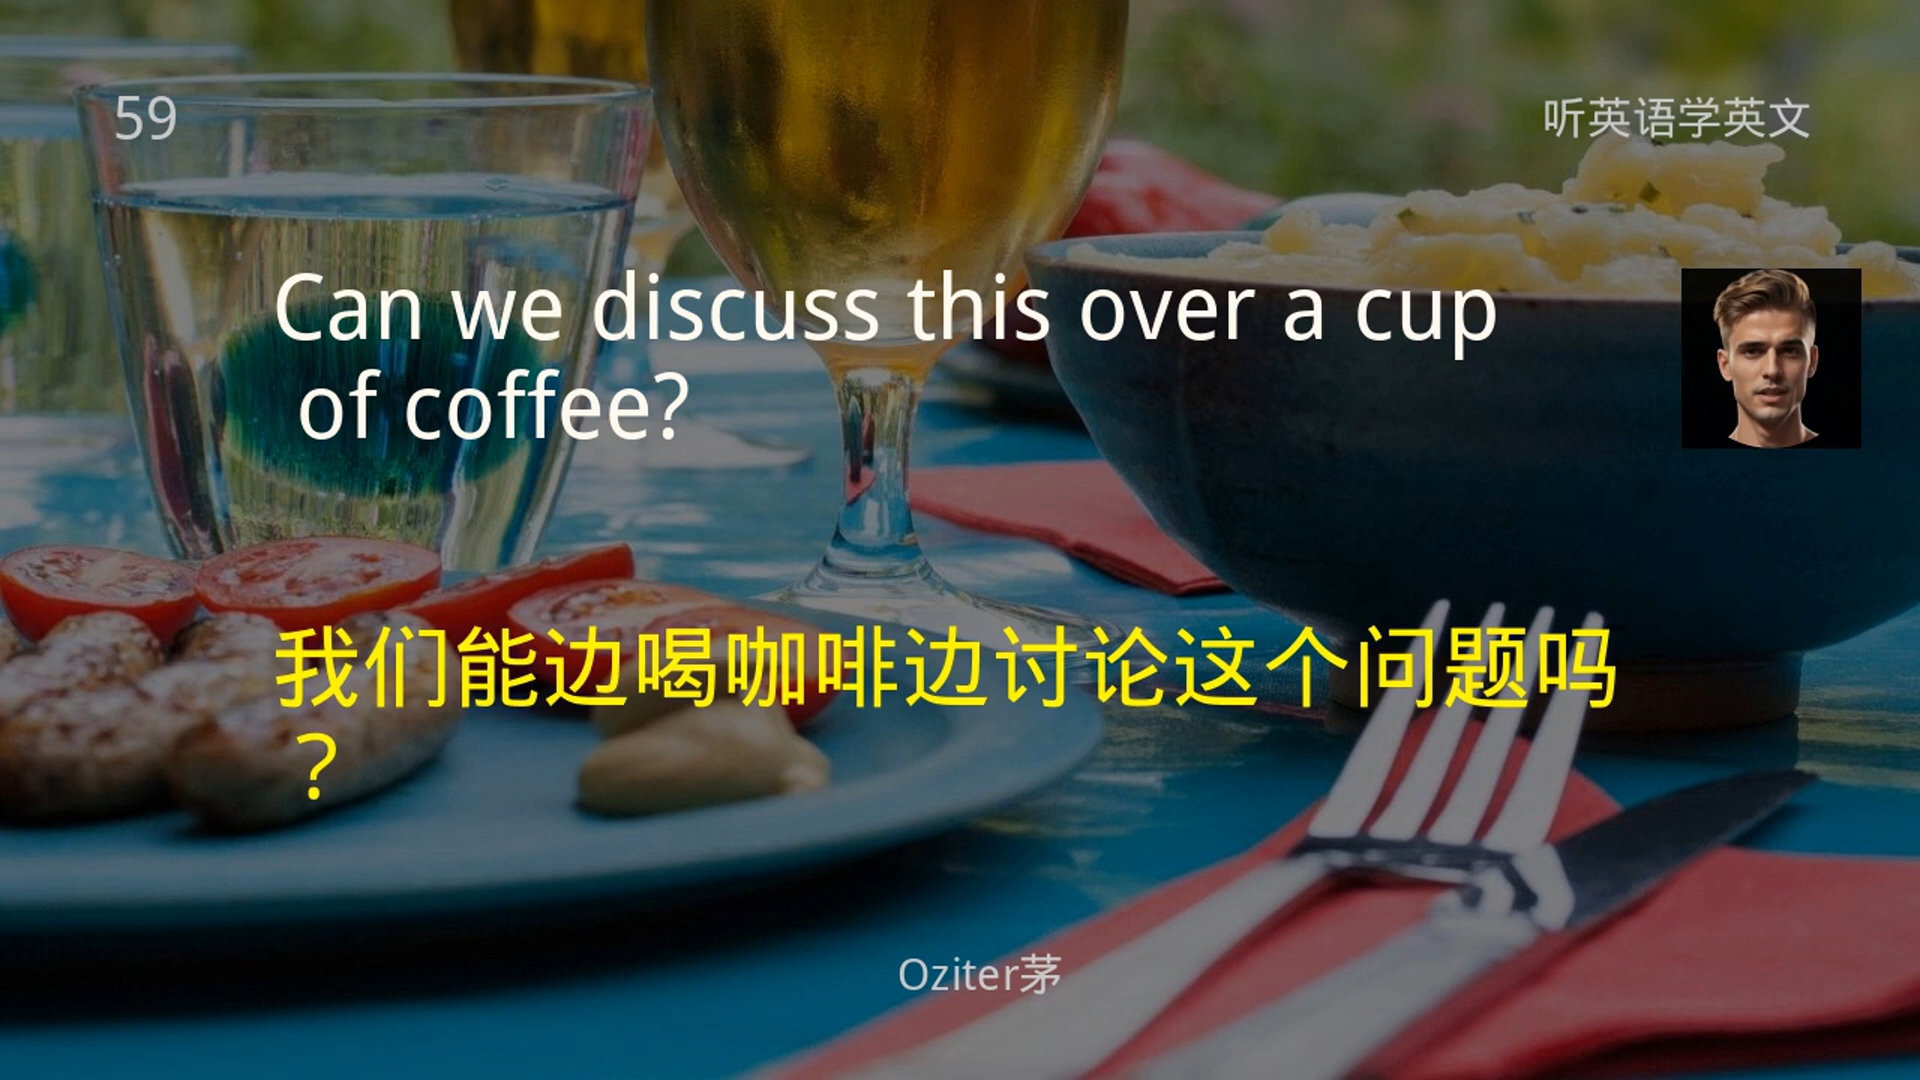 59
听英语学英文
Can we discuss this over a cup
of coffee?
我们能边喝咖啡边讨论这个问题吗
？
Oziter茅